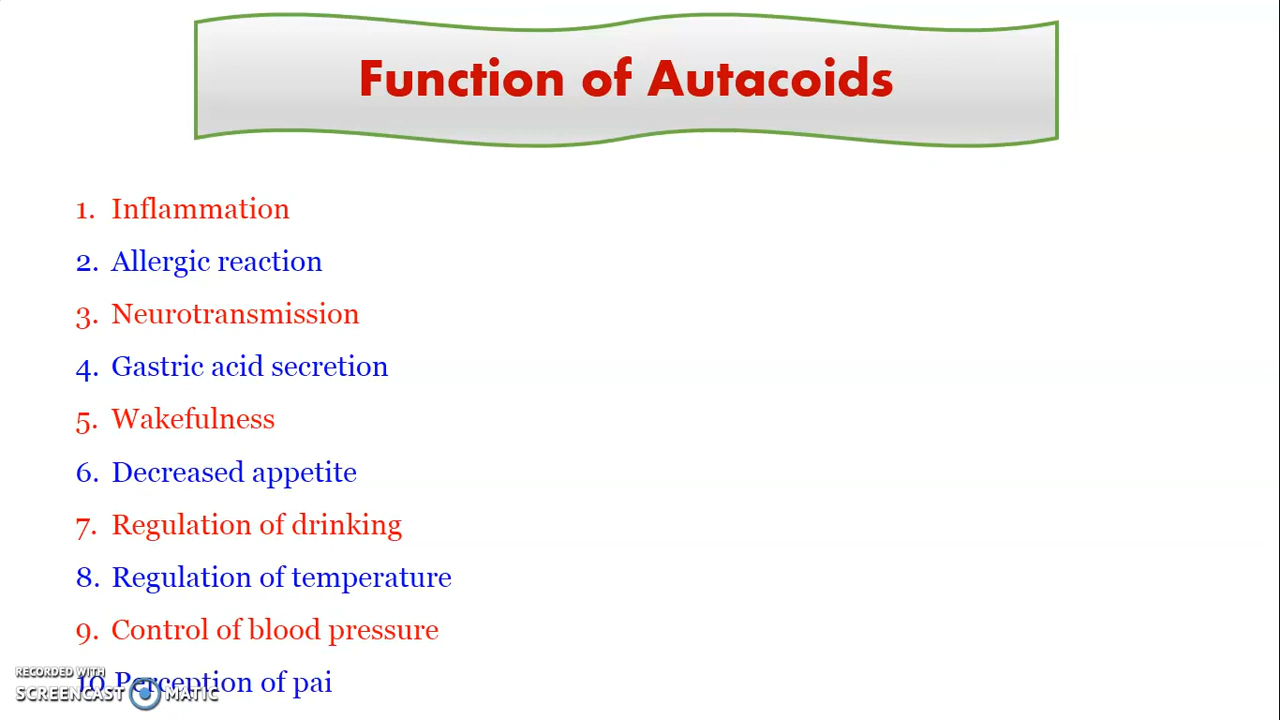 Function of Autacoids
1. Inflammation
2. Allergic reaction
3. Neurotransmission
4. Gastric acid secretion
5. Wakefulness
6. Decreased appetite
7. Regulation of drinking
8. Regulation of temperature
9. Control of blood pressure
10. Perception of pai
RECORDED WITH
SCREENCAST MATIC